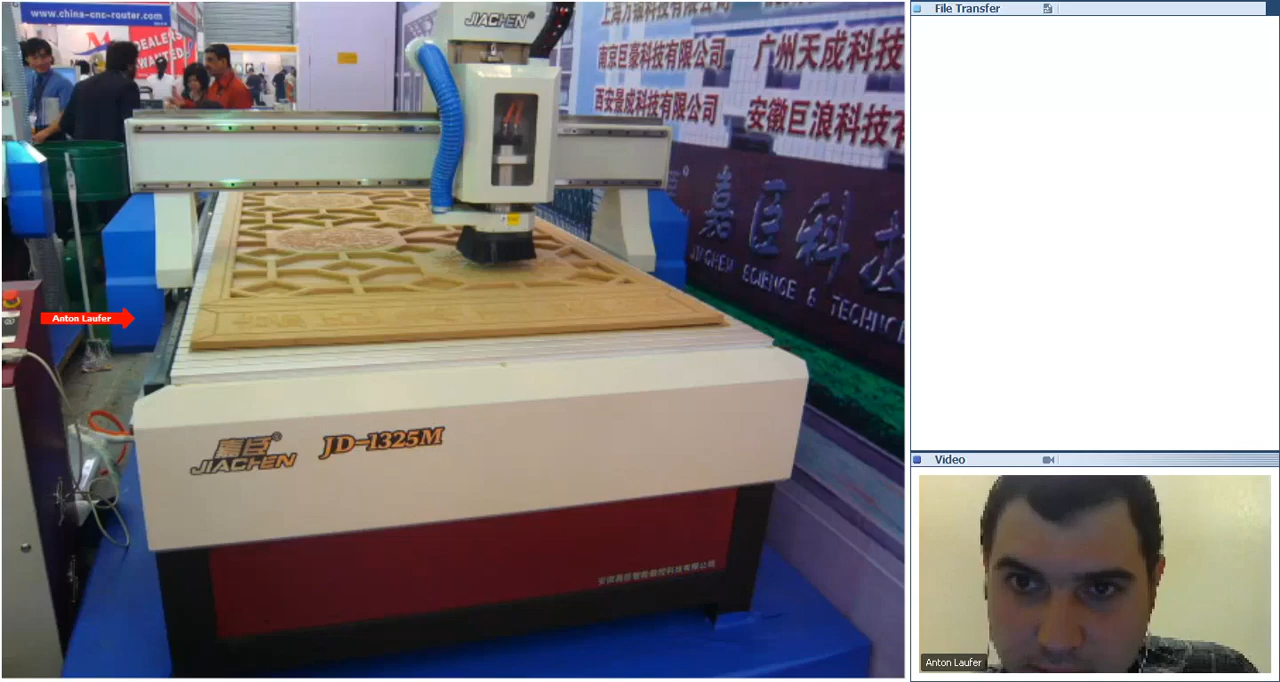 File Transfer
www.china-cnc-router.com
DEALERS
WANTED!
JIACHEN
南京巨豪科技有限公司
广州天成科技
西安景成科技有限公司
安徽巨浪科技有
嘉臣科技
JIACHEN SCIENCE & TECHNO
Anton Laufer
嘉臣®
JIACHEN
JD-1325M
Video
Anton Laufer